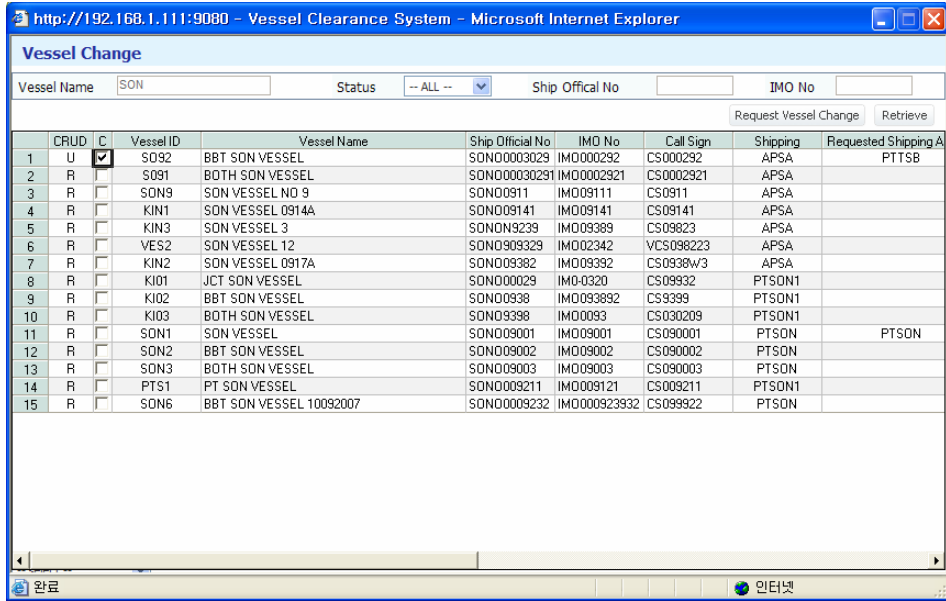 http://192.168.1.111:9080 - Vessel Clearance System - Microsoft Internet Explorer
Vessel Change
Vessel Name SON Status -- ALL -- Ship Offical No IMO No
Request Vessel Change Retrieve
CRUD C Vessel ID Vessel Name Ship Official No IMO No Call Sign Shipping Requested Shipping A
1 U SO92 BBT SON VESSEL SONO0003029 IMO000292 CS000292 APSA PTTSB
2 R S091 BOTH SON VESSEL SONO00030291 IMO0002921 CS0002921 APSA
3 R SON9 SON VESSEL NO 9 SONO0911 IMO09111 CS0911 APSA
4 R KIN1 SON VESSEL 0914A SONO09141 IMO09141 CS09141 APSA
5 R KIN3 SON VESSEL 3 SONON9239 IMO09389 CS09823 APSA
6 R VES2 SON VESSEL 12 SONO909329 IMO02342 VCS098223 APSA
7 R KIN2 SON VESSEL 0917A SONO09382 IMO09392 CS0938W3 APSA
8 R KI01 JCT SON VESSEL SONO00029 IMO-0320 CS09932 PTSON1
9 R KI02 BBT SON VESSEL SONO0938 IMO093892 CS9399 PTSON1
10 R KI03 BOTH SON VESSEL SONO9398 IMO0093 CS030209 PTSON1
11 R SON1 SON VESSEL SONO09001 IMO09001 CS090001 PTSON PTSON
12 R SON2 BBT SON VESSEL SONO09002 IMO09002 CS090002 PTSON
13 R SON3 BOTH SON VESSEL SONO09003 IMO09003 CS090003 PTSON
14 R PTS1 PT SON VESSEL SONO009211 IMO009121 CS009211 PTSON1
15 R SON6 BBT SON VESSEL 10092007 SONO0009232 IMO000923932 CS099922 PTSON
완료 인터넷